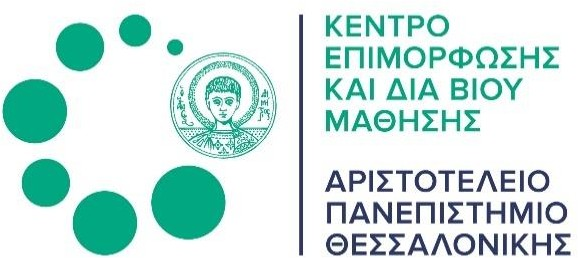 ΚΕΝΤΡΟ
ΕΠΙΜΟΡΦΩΣΗΣ
ΚΑΙ ΔΙΑ ΒΙΟΥ
ΜΑΘΗΣΗΣ
ΑΡΙΣΤΟΤΕΛΕΙΟ
ΠΑΝΕΠΙΣΤΗΜΙΟ
ΘΕΣΣΑΛΟΝΙΚΗΣ